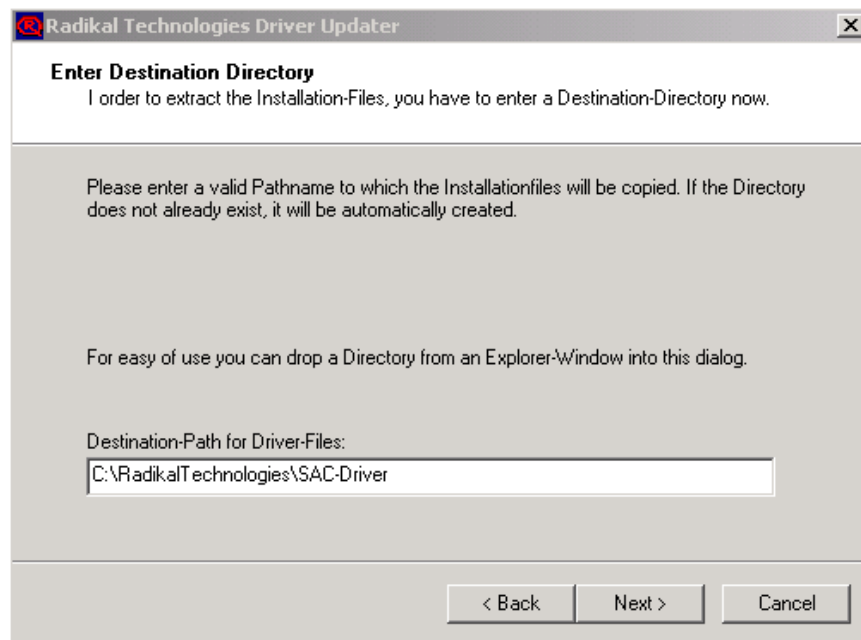 Radikal Technologies Driver Updater
Enter Destination Directory
I order to extract the Installation-Files, you have to enter a Destination-Directory now.
Please enter a valid Pathname to which the Installationfiles will be copied. If the Directory
does not already exist, it will be automatically created.
For easy of use you can drop a Directory from an Explorer-Window into this dialog.
Destination-Path for Driver-Files:
C:\RadikalTechnologies\SAC-Driver
< Back Next > Cancel